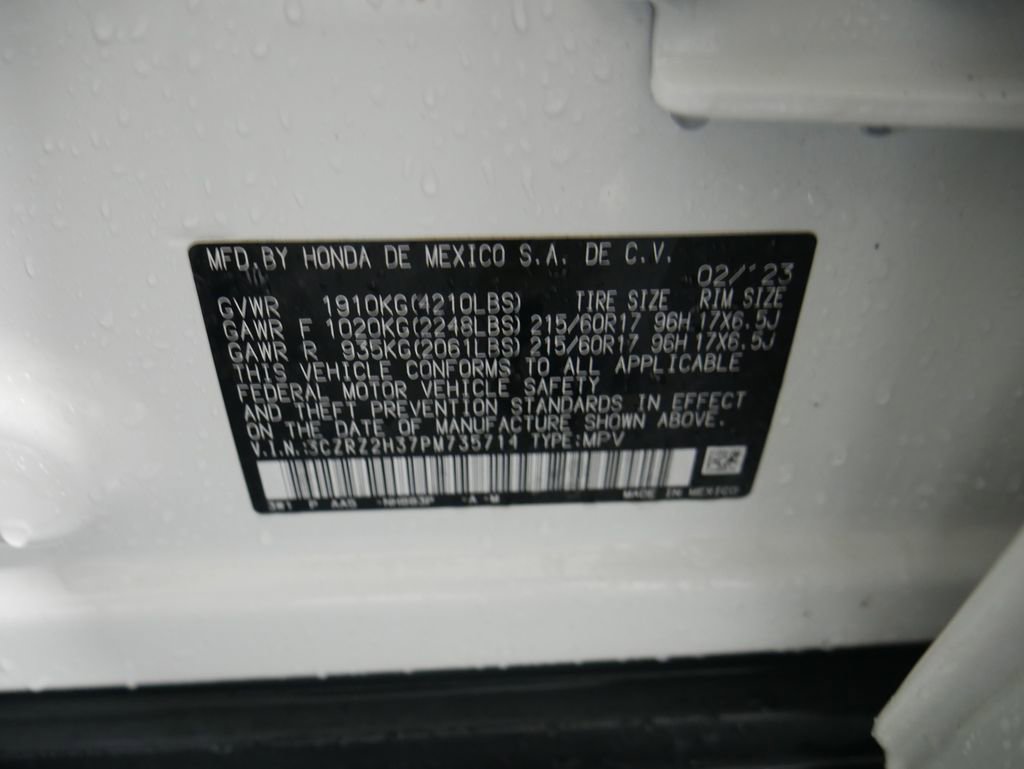 MFD.BY HONDA DE MEXICO S.A. DE C.V.
02/'23
GVWR 1910KG(4210LBS) TIRE SIZE RIM SIZE
GAWR F 1020KG(2248LBS) 215/60R17 96H 17X6.5J
GAWR R 935KG(2061LBS) 215/60R17 96H 17X6.5J
THIS VEHICLE CONFORMS TO ALL APPLICABLE
FEDERAL MOTOR VEHICLE SAFETY
AND THEFT PREVENTION STANDARDS IN EFFECT
ON THE DATE OF MANUFACTURE SHOWN ABOVE.
V.I.N.:3CZRZ2H37PM735714 TYPE:MPV
P AAS -A -M MADE IN MEXICO